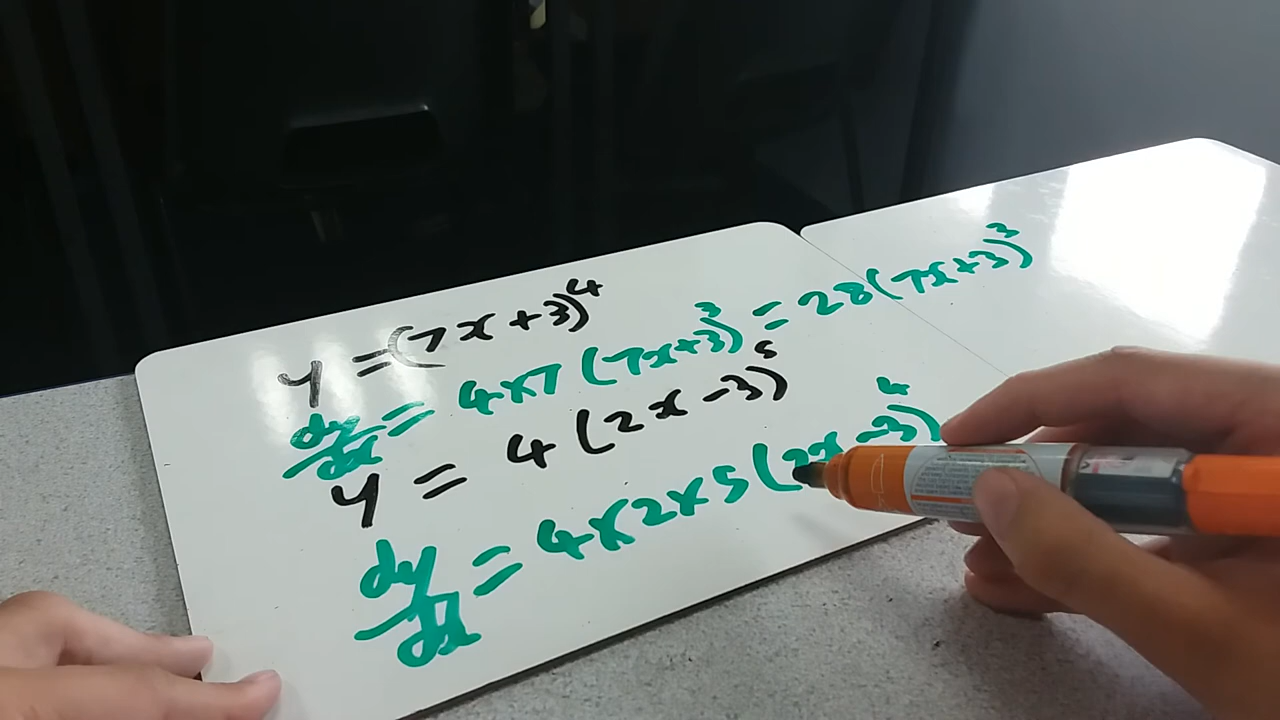 y = (7x+3)⁴
dy/dx = 4×7 (7x+3)³ = 28(7x+3)³
y = 4(2x-3)⁵
dy/dx = 4×2×5(2x-3)⁴